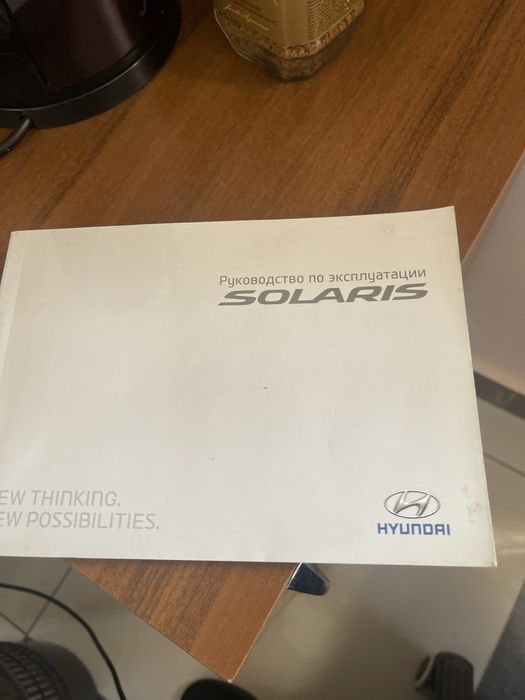 Руководство по эксплуатации
SOLARIS
EW THINKING.
EW POSSIBILITIES.
HYUNDAI